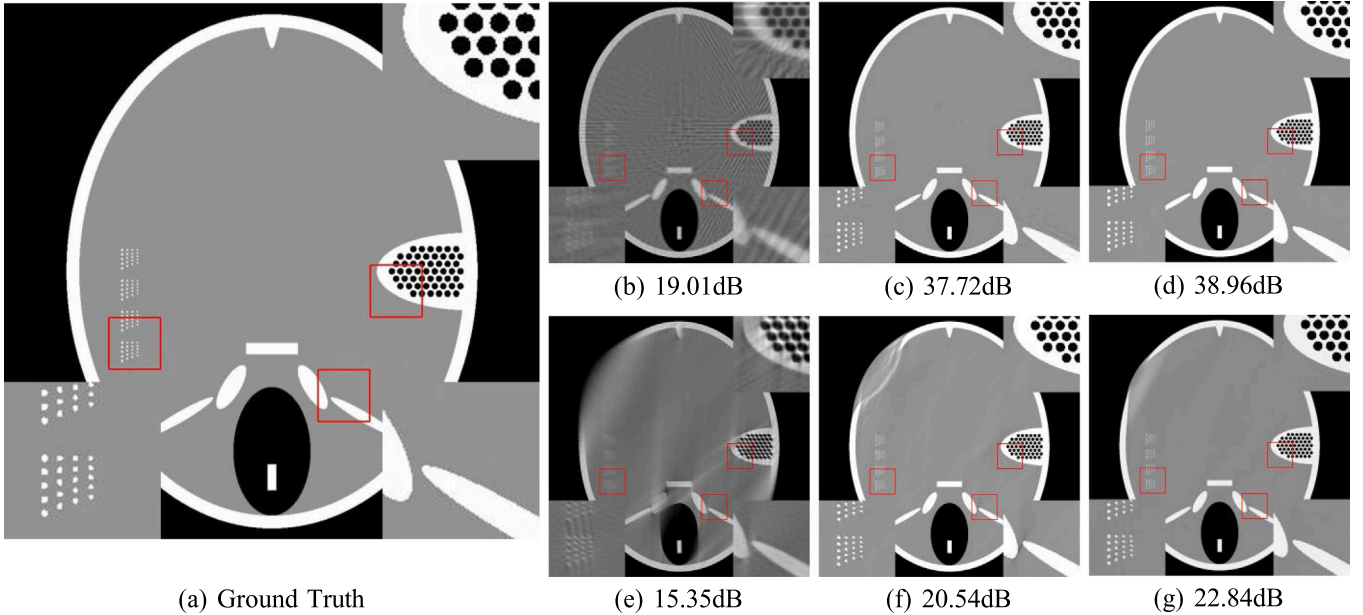 (b) 19.01dB
(c) 37.72dB
(d) 38.96dB
(a) Ground Truth
(e) 15.35dB
(f) 20.54dB
(g) 22.84dB